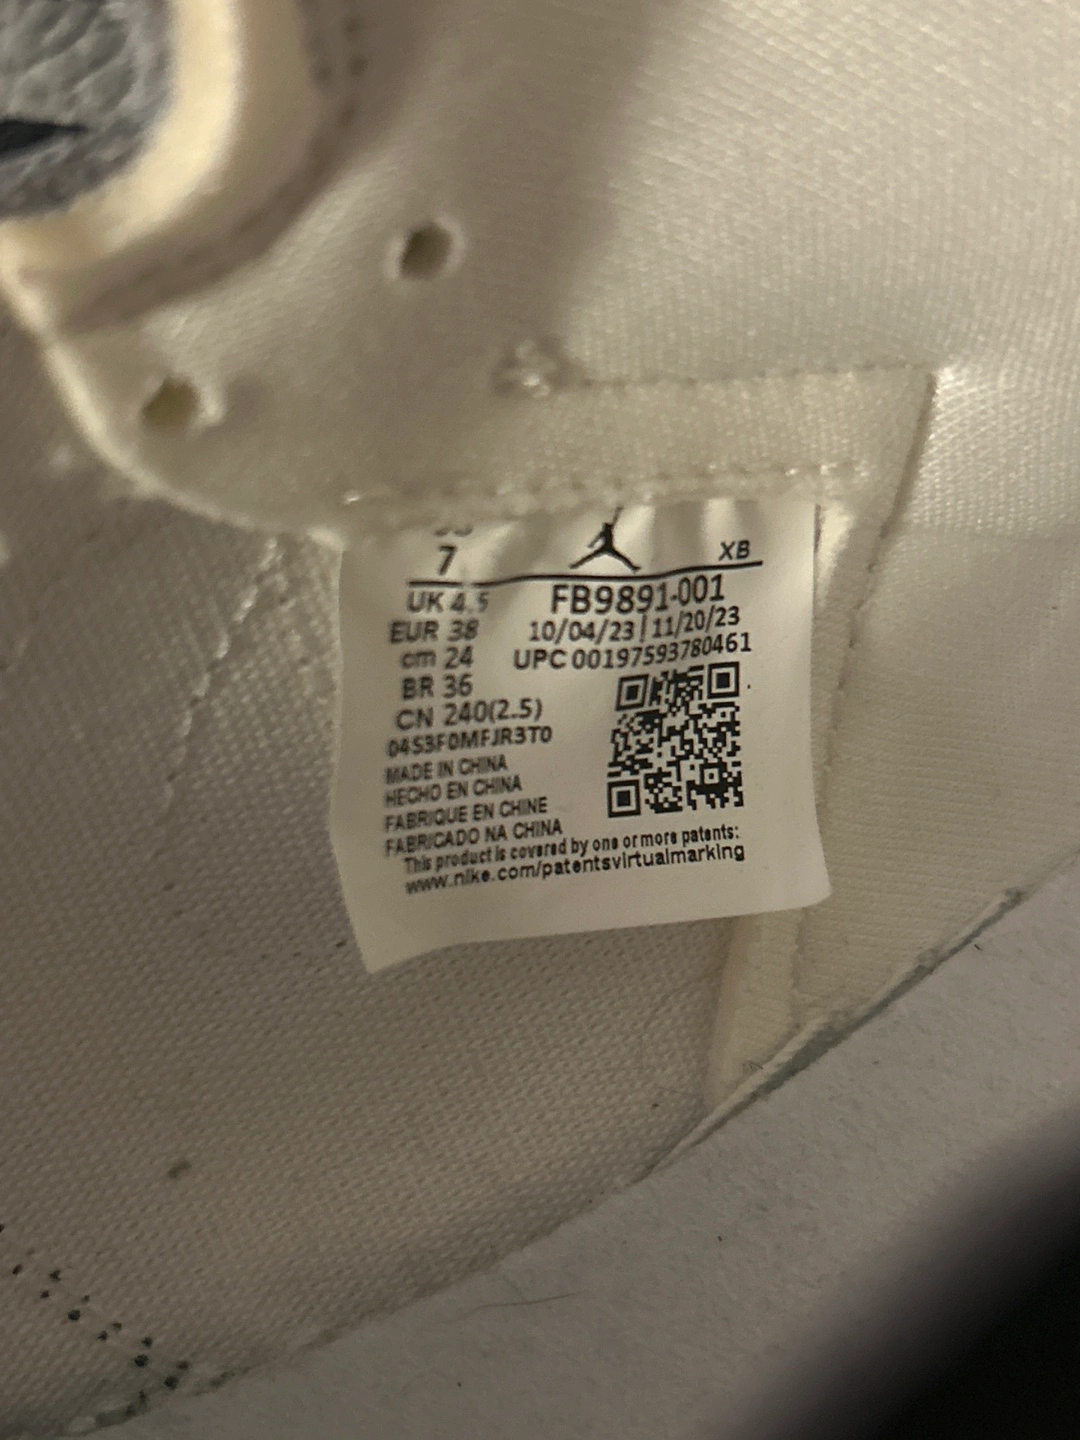 7 XB
UK 4.5 FB9891-001
EUR 38 10/04/23 | 11/20/23
cm 24 UPC 00197593780461
BR 36
CN 240(2.5)
04S3F0MFJR3T0
MADE IN CHINA
HECHO EN CHINA
FABRIQUE EN CHINE
FABRICADO NA CHINA
This product is covered by one or more patents:
www.nike.com/patentsvirtualmarking